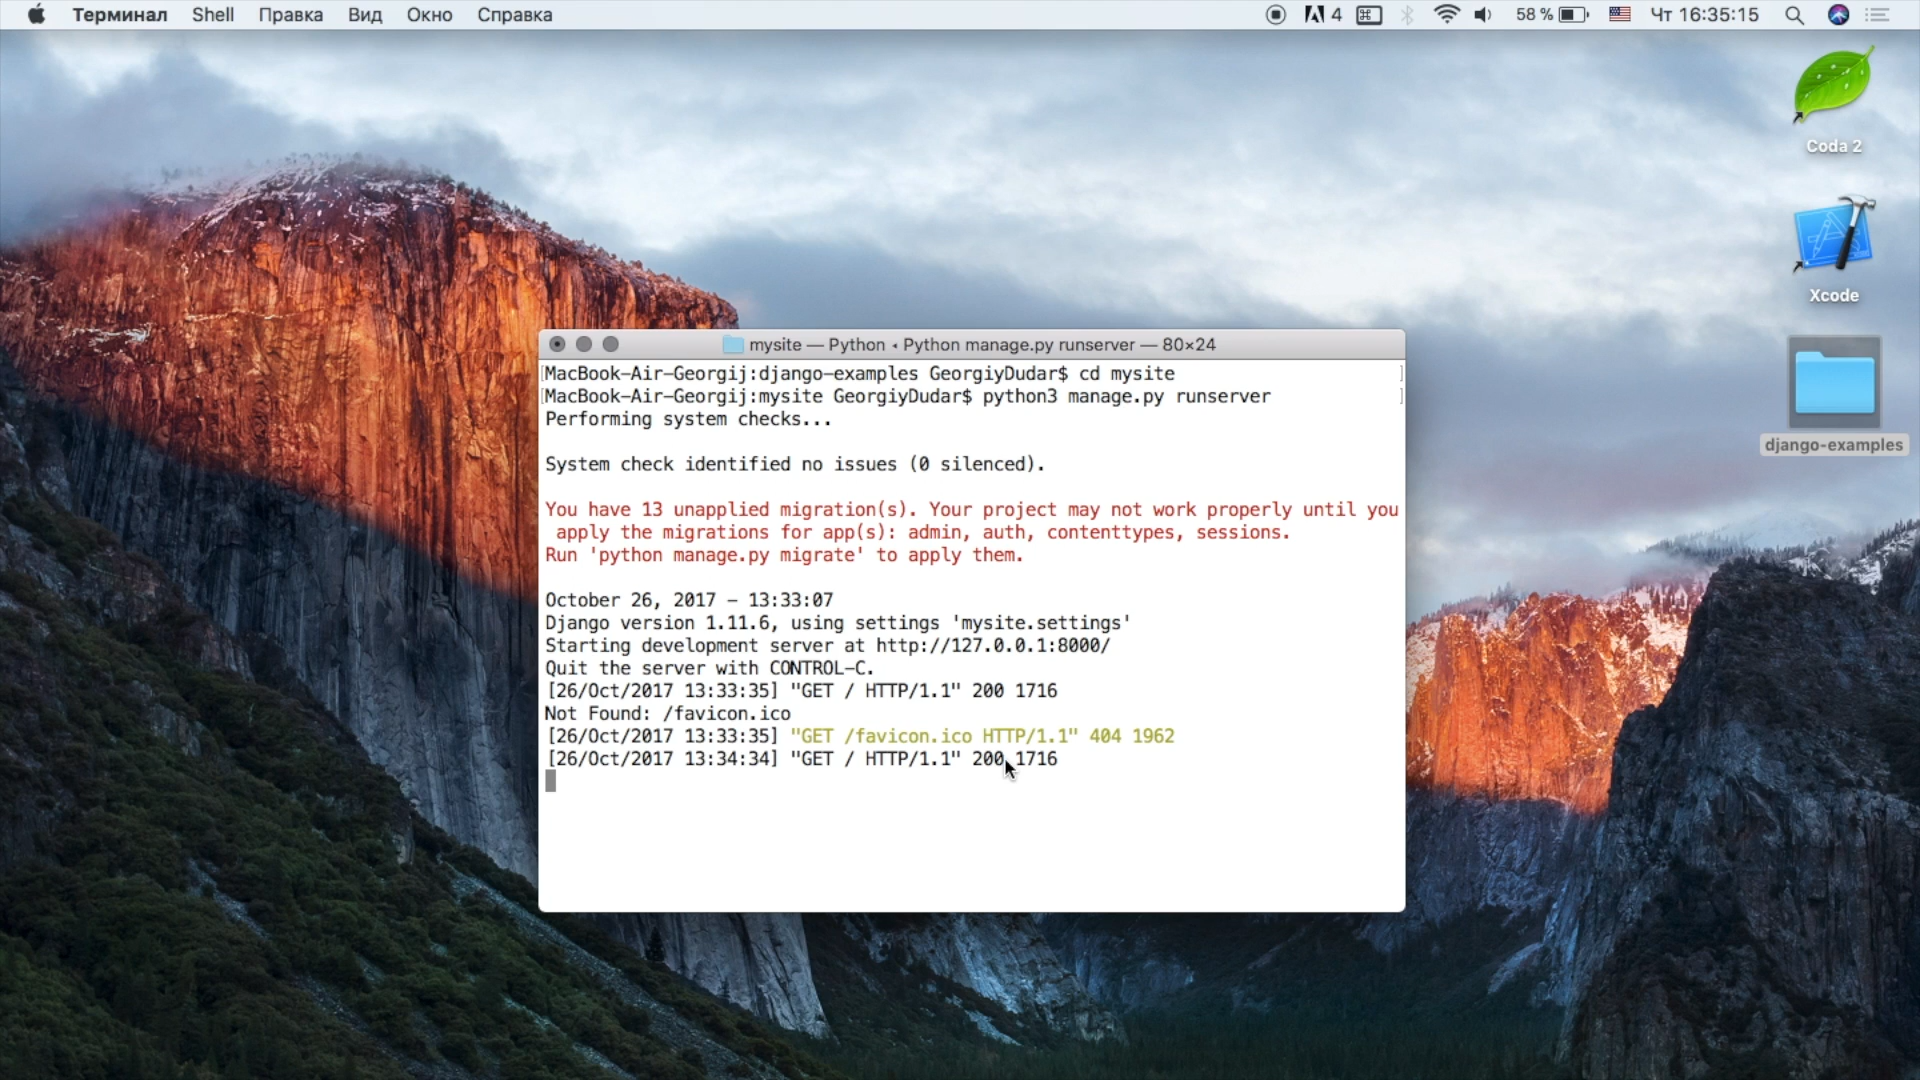 Терминал Shell Правка Вид Окно Справка 4 58 % Чт 16:35:15
Coda 2
Xcode
django-examples
mysite — Python ◂ Python manage.py runserver — 80×24
MacBook-Air-Georgij:django-examples GeorgiyDudar$ cd mysite
MacBook-Air-Georgij:mysite GeorgiyDudar$ python3 manage.py runserver
Performing system checks...
System check identified no issues (0 silenced).
You have 13 unapplied migration(s). Your project may not work properly until you
apply the migrations for app(s): admin, auth, contenttypes, sessions.
Run 'python manage.py migrate' to apply them.
October 26, 2017 - 13:33:07
Django version 1.11.6, using settings 'mysite.settings'
Starting development server at http://127.0.0.1:8000/
Quit the server with CONTROL-C.
[26/Oct/2017 13:33:35] "GET / HTTP/1.1" 200 1716
Not Found: /favicon.ico
[26/Oct/2017 13:33:35] "GET /favicon.ico HTTP/1.1" 404 1962
[26/Oct/2017 13:34:34] "GET / HTTP/1.1" 200 1716